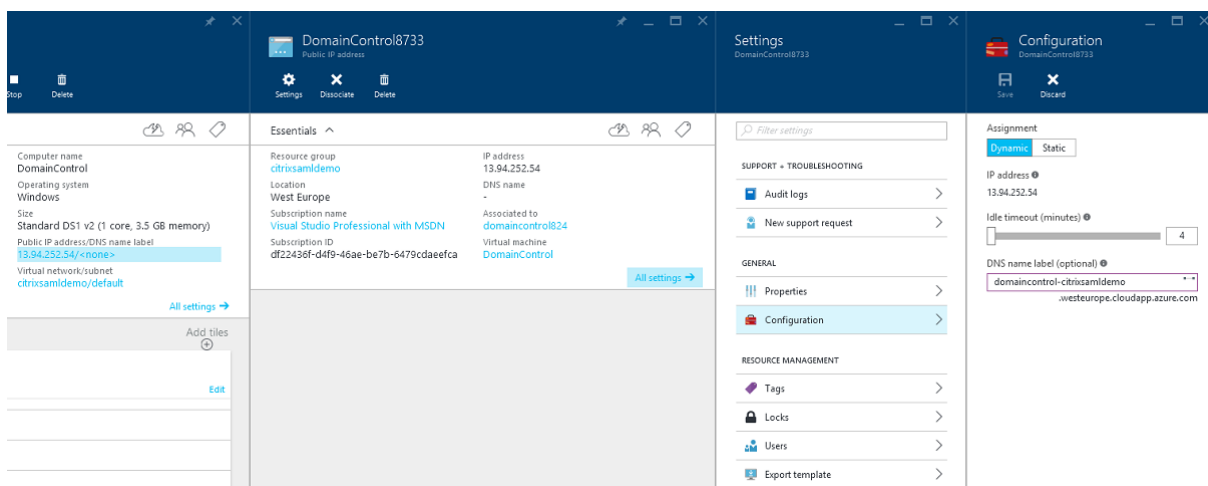 Stop
Delete
Computer name
DomainControl
Operating system
Windows
Size
Standard DS1 v2 (1 core, 3.5 GB memory)
Public IP address/DNS name label
13.94.252.54/<none>
Virtual network/subnet
citrixsamldemo/default
All settings →
Add tiles
Edit
DomainControl8733
Public IP address
Settings
Dissociate
Delete
Essentials
Resource group
citrixsamldemo
Location
West Europe
Subscription name
Visual Studio Professional with MSDN
Subscription ID
df22436f-d4f9-46ae-be7b-6479cdaeefca
IP address
13.94.252.54
DNS name
-
Associated to
domaincontrol824
Virtual machine
DomainControl
All settings →
Settings
DomainControl8733
Filter settings
SUPPORT + TROUBLESHOOTING
Audit logs
New support request
GENERAL
Properties
Configuration
RESOURCE MANAGEMENT
Tags
Locks
Users
Export template
Configuration
DomainControl8733
Save
Discard
Assignment
Dynamic
Static
IP address
13.94.252.54
Idle timeout (minutes)
4
DNS name label (optional)
domaincontrol-citrixsamldemo
.westeurope.cloudapp.azure.com